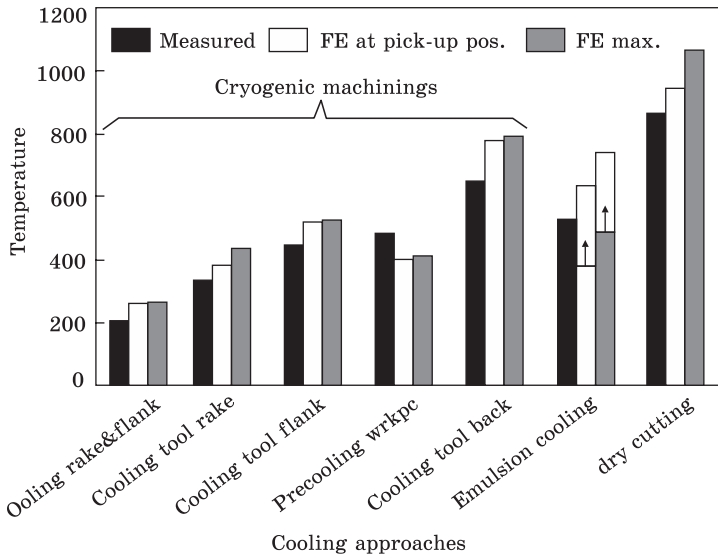 1200
Measured FE at pick-up pos. FE max.
Cryogenic machinings
1000
800
600
400
200
0
Temperature
Ooling rake&flank
Cooling tool rake
Cooling tool flank
Precooling wrkpc
Cooling tool back
Emulsion cooling
dry cutting
Cooling approaches